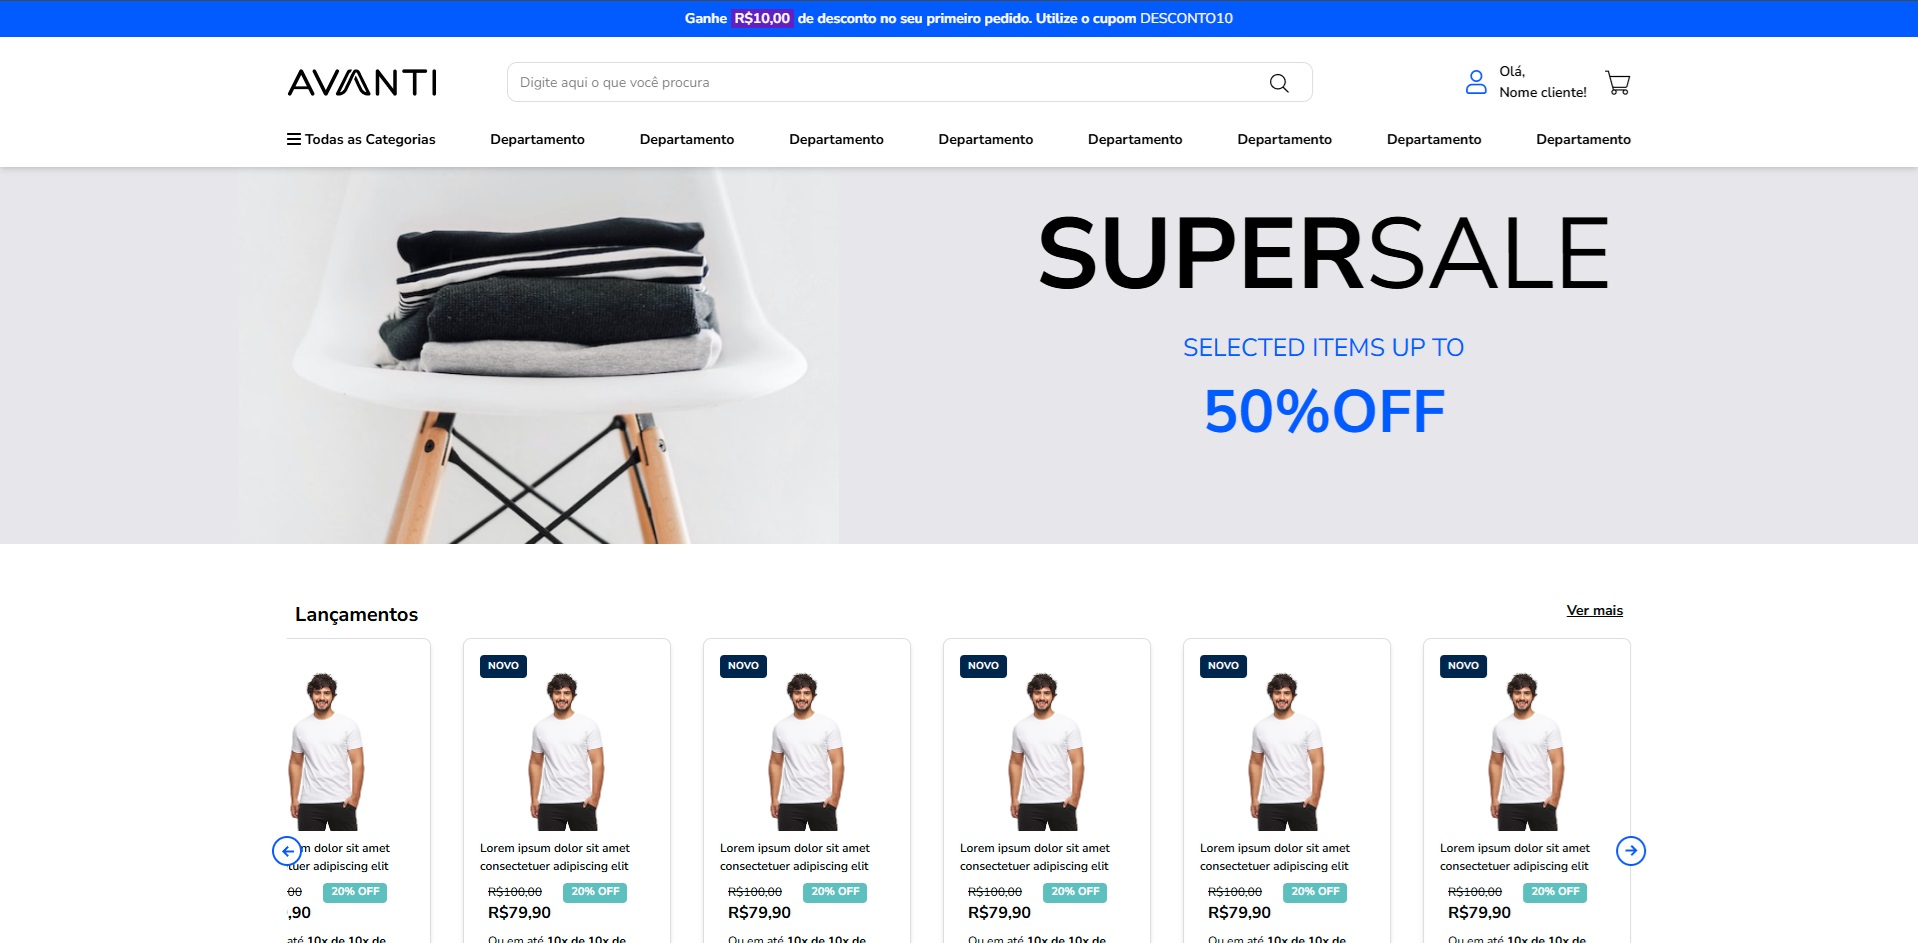 Ganhe R$10,00 de desconto no seu primeiro pedido. Utilize o cupom DESCONTO10
AVANTI
Digite aqui o que você procura
Olá,
Nome cliente!
Todas as Categorias Departamento Departamento Departamento Departamento Departamento Departamento Departamento Departamento
SUPERSALE
SELECTED ITEMS UP TO
50%OFF
Lançamentos
Ver mais
NOVO NOVO NOVO NOVO NOVO
dolor sit amet Lorem ipsum dolor sit amet Lorem ipsum dolor sit amet Lorem ipsum dolor sit amet Lorem ipsum dolor sit amet Lorem ipsum dolor sit amet
adipiscing elit consectetuer adipiscing elit consectetuer adipiscing elit consectetuer adipiscing elit consectetuer adipiscing elit consectetuer adipiscing elit
00 20% OFF R$100,00 20% OFF R$100,00 20% OFF R$100,00 20% OFF R$100,00 20% OFF R$100,00 20% OFF
,90 R$79,90 R$79,90 R$79,90 R$79,90 R$79,90
até 10x de 10x de Ou em até 10x de 10x de Ou em até 10x de 10x de Ou em até 10x de 10x de Ou em até 10x de 10x de Ou em até 10x de 10x de